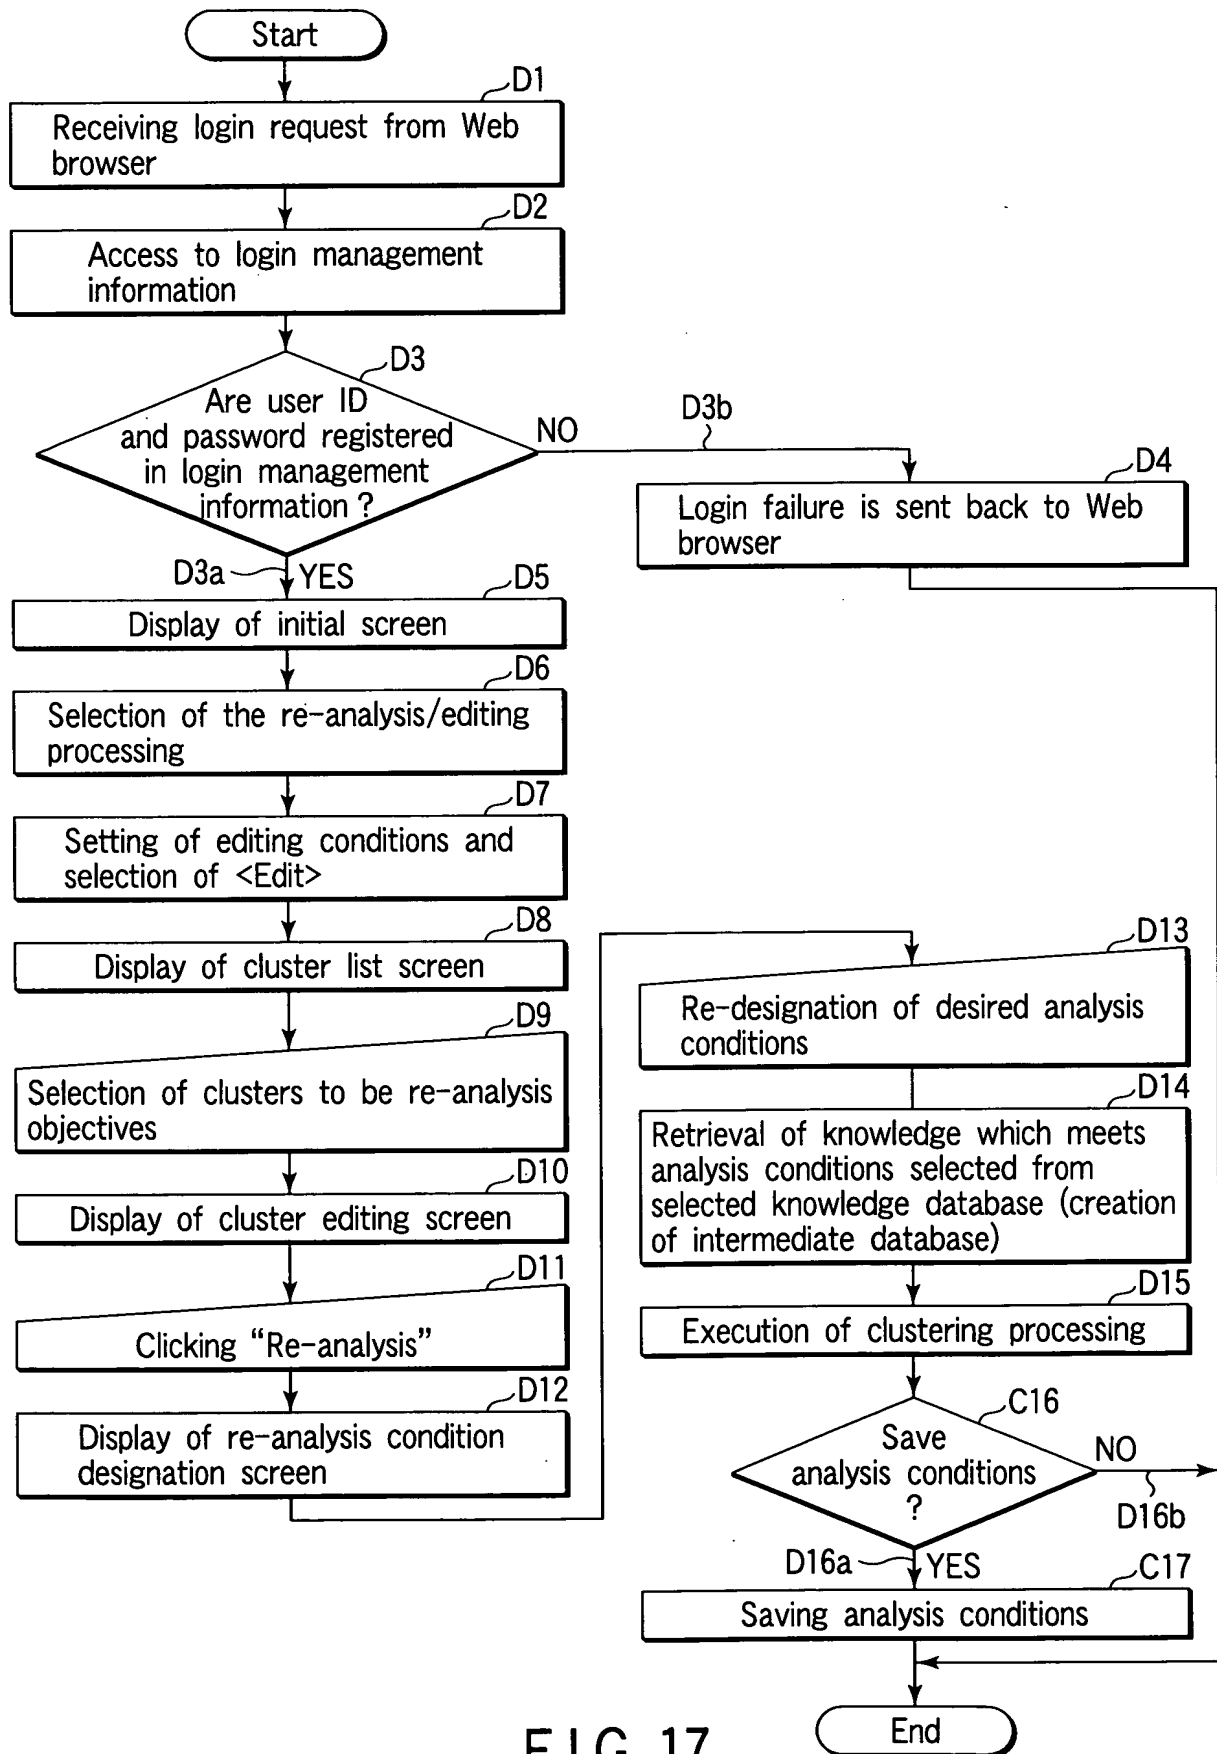 Start
D1
Receiving login request from Web
browser
D2
Access to login management
information
D3
Are user ID
and password registered
in login management
information ?
NO
D3b
D4
Login failure is sent back to Web
browser
D3a
YES
D5
Display of initial screen
D6
Selection of the re-analysis/editing
processing
D7
Setting of editing conditions and
selection of <Edit>
D8
Display of cluster list screen
D9
Selection of clusters to be re-analysis
objectives
D10
Display of cluster editing screen
D11
Clicking "Re-analysis"
D12
Display of re-analysis condition
designation screen
D13
Re-designation of desired analysis
conditions
D14
Retrieval of knowledge which meets
analysis conditions selected from
selected knowledge database (creation
of intermediate database)
D15
Execution of clustering processing
C16
Save
analysis conditions
?
NO
D16b
D16a
YES
C17
Saving analysis conditions
End
FIG. 17